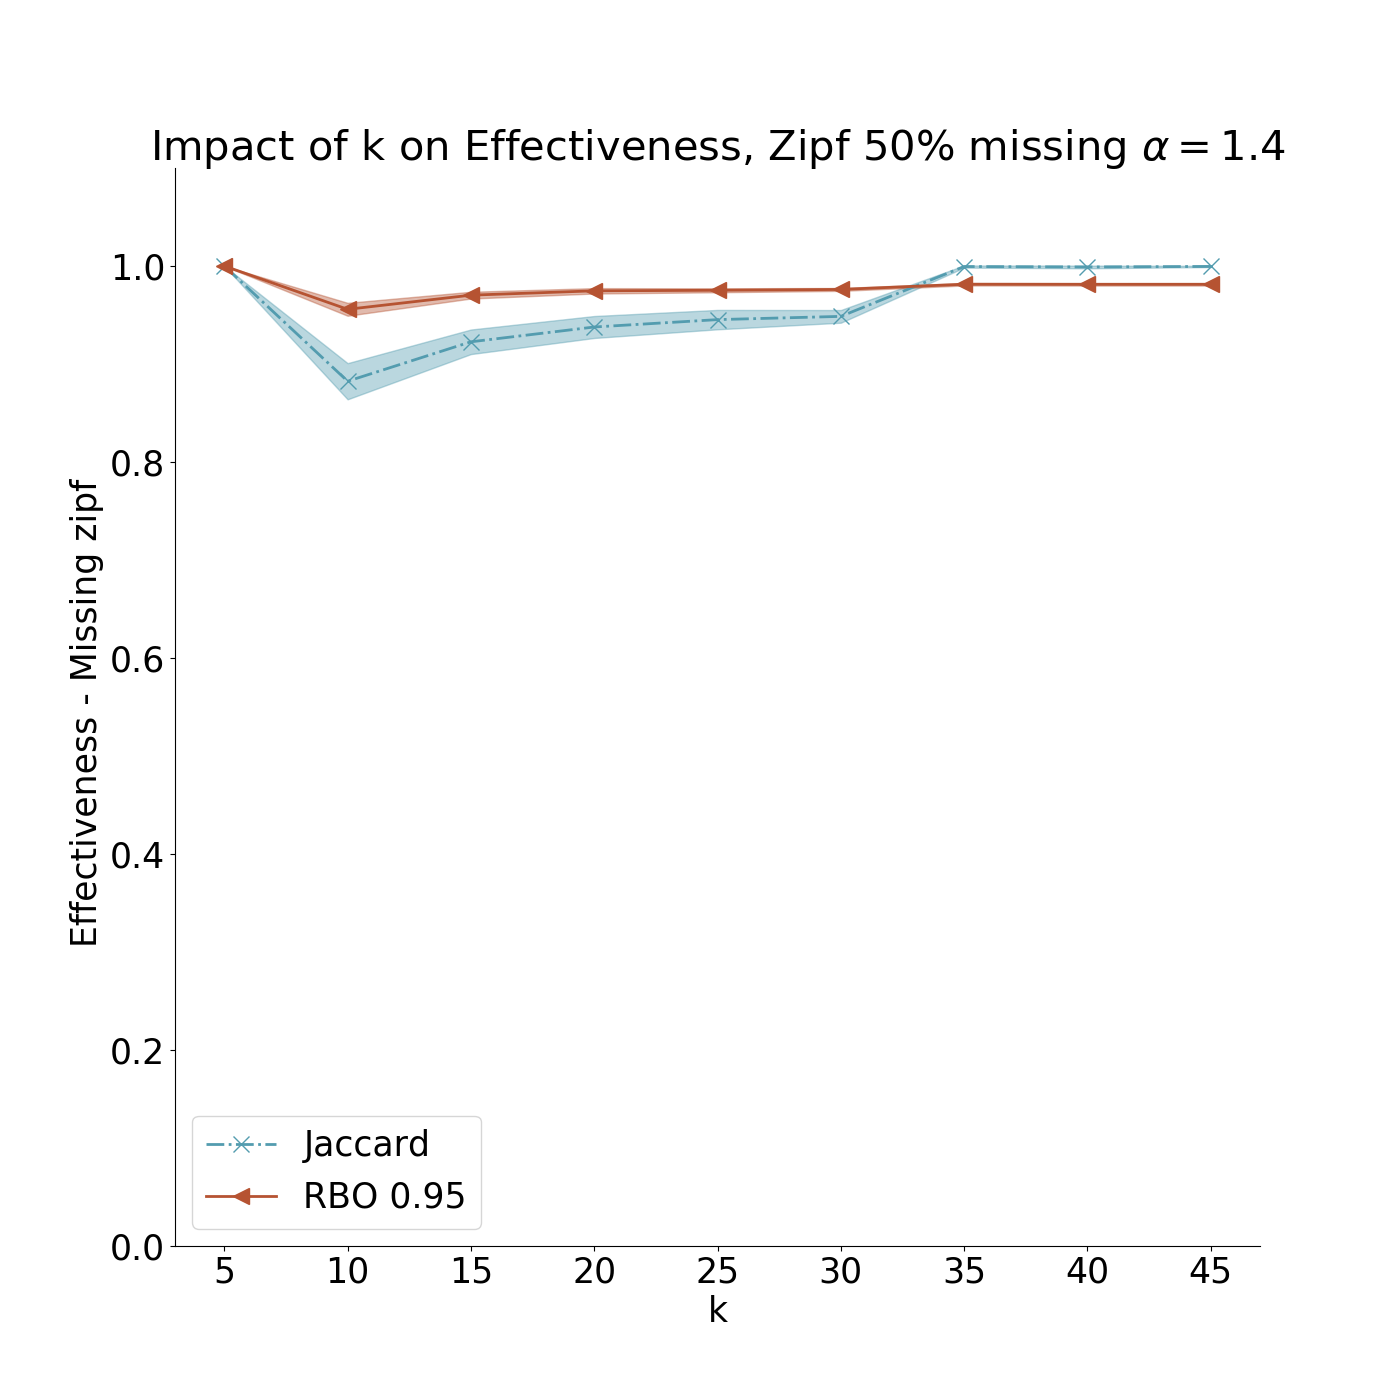 Impact of k on Effectiveness, Zipf 50% missing α = 1.4
Effectiveness - Missing zipf
1.0
0.8
0.6
0.4
0.2
0.0
Jaccard
RBO 0.95
5 10 15 20 25 30 35 40 45
k